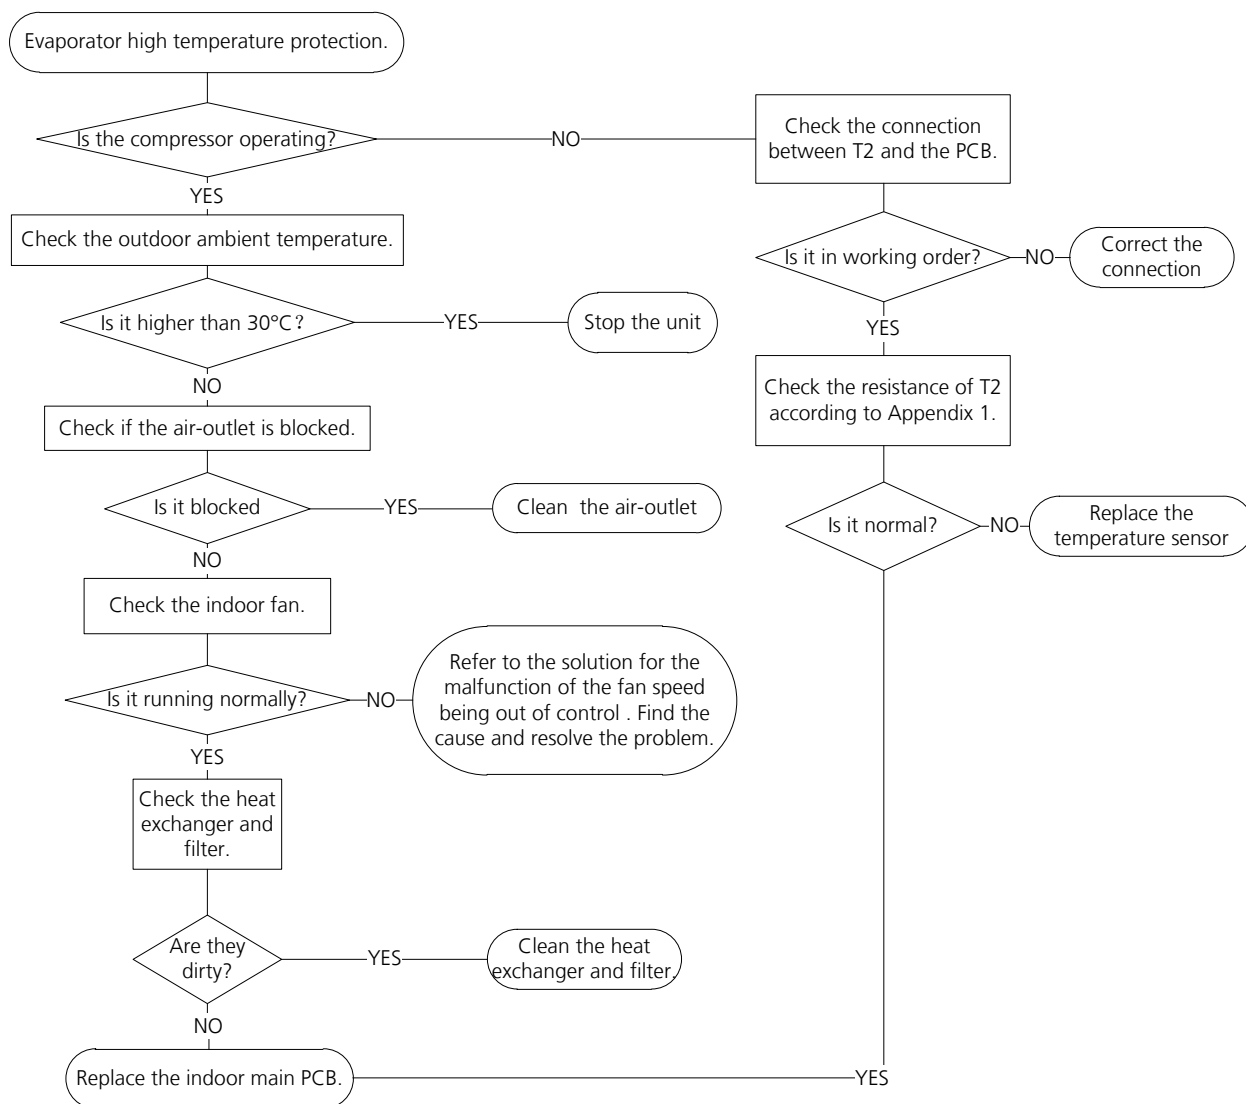 Evaporator high temperature protection.
Is the compressor operating?
NO
Check the connection
between T2 and the PCB.
YES
Check the outdoor ambient temperature.
Is it in working order?
NO
Correct the
connection
Is it higher than 30°C?
YES
Stop the unit
YES
NO
Check the resistance of T2
according to Appendix 1.
Check if the air-outlet is blocked.
Is it blocked
YES
Clean the air-outlet
Is it normal?
NO
Replace the
temperature sensor
NO
Check the indoor fan.
Is it running normally?
NO
Refer to the solution for the
malfunction of the fan speed
being out of control . Find the
cause and resolve the problem.
YES
Check the heat
exchanger and
filter.
Are they
dirty?
YES
Clean the heat
exchanger and filter.
NO
Replace the indoor main PCB.
YES